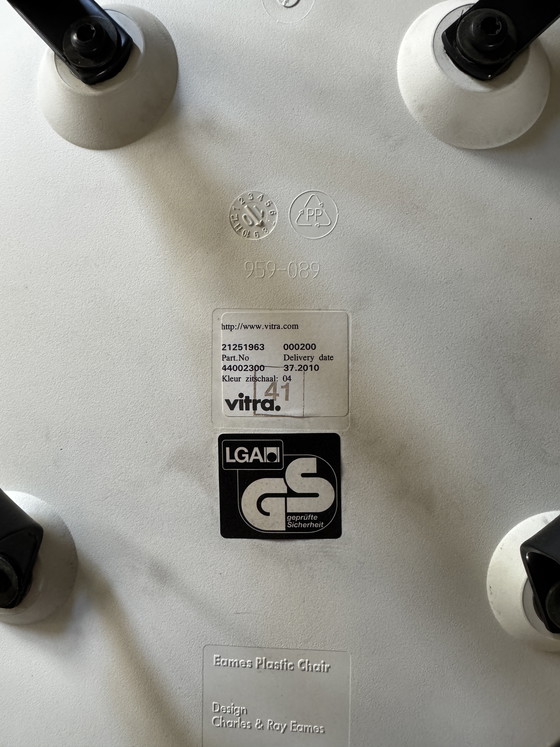 PP
959-089
http://www.vitra.com
21251963 000200
Part.No Delivery date
44002300 37.2010
Kleur zitschaal: 04
41
vitra.
LGA
GS
geprüfte
Sicherheit
Eames Plastic Chair
Design
Charles & Ray Eames